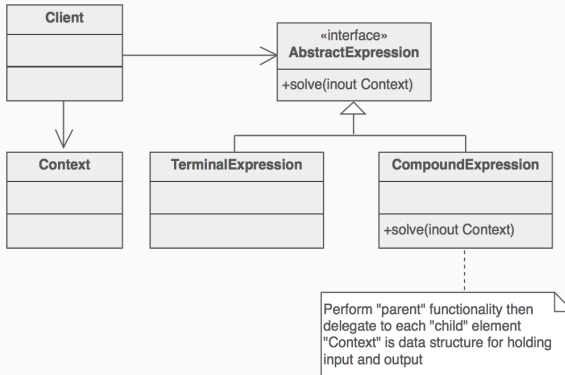 Client
«interface»
AbstractExpression
+solve(inout Context)
Context
TerminalExpression
CompoundExpression
+solve(inout Context)
Perform "parent" functionality then
delegate to each "child" element
"Context" is data structure for holding
input and output